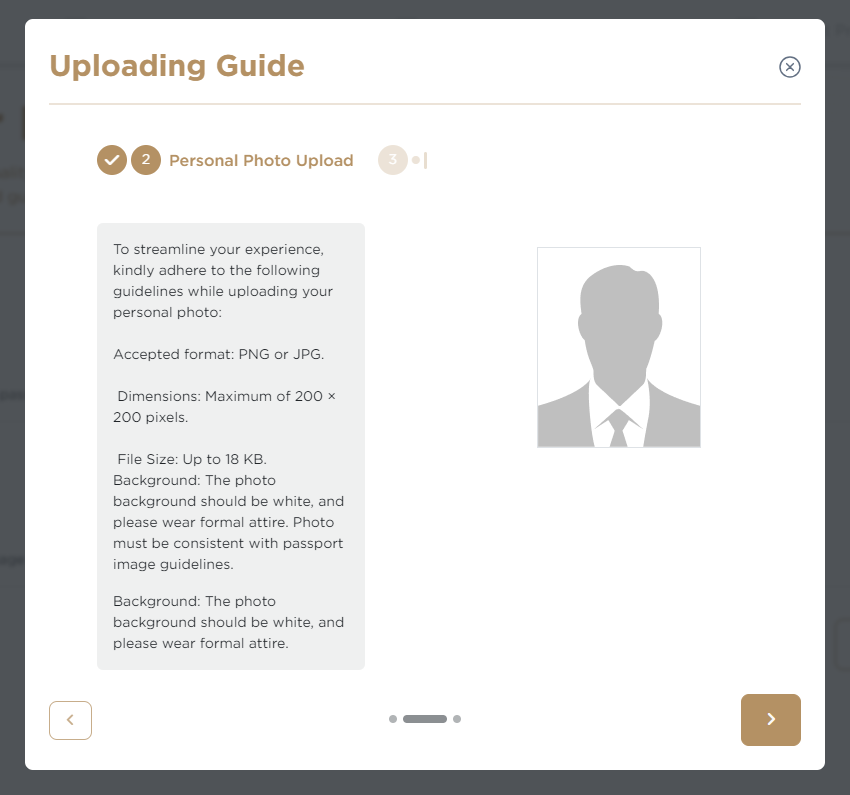 Uploading Guide
2
Personal Photo Upload
3
To streamline your experience,
kindly adhere to the following
guidelines while uploading your
personal photo:
Accepted format: PNG or JPG.
Dimensions: Maximum of 200 ×
200 pixels.
File Size: Up to 18 KB.
Background: The photo
background should be white, and
please wear formal attire. Photo
must be consistent with passport
image guidelines.
Background: The photo
background should be white, and
please wear formal attire.